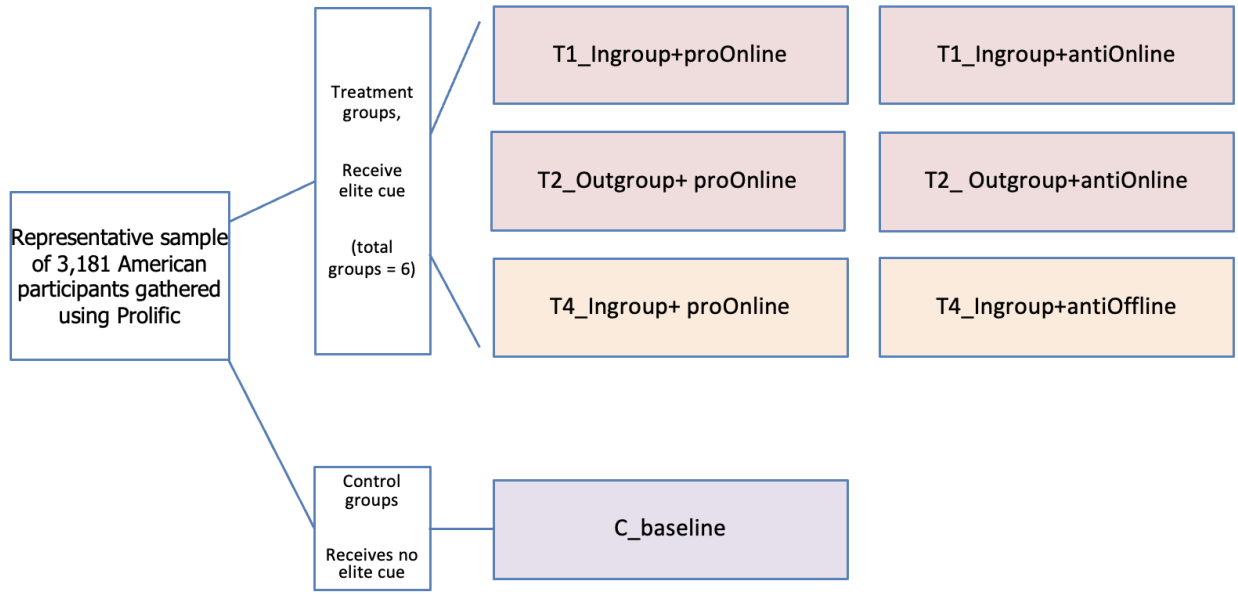 Representative sample
of 3,181 American
participants gathered
using Prolific
Treatment
groups,
Receive
elite cue
(total
groups = 6)
T1_Ingroup+proOnline
T1_Ingroup+antiOnline
T2_Outgroup+ proOnline
T2_ Outgroup+antiOnline
T4_Ingroup+ proOnline
T4_Ingroup+antiOffline
Control
groups
Receives no
elite cue
C_baseline